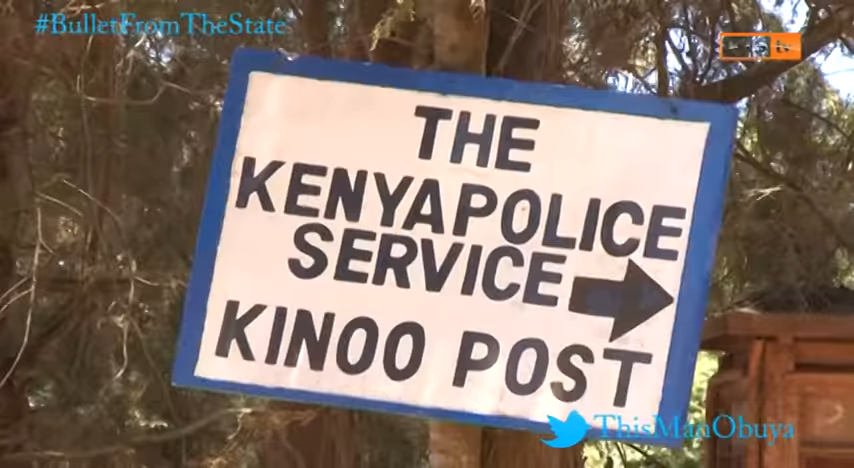 #BulletFromTheState
THE
KENYAPOLICE
SERVICE
KINOO POST
ThisManObuya